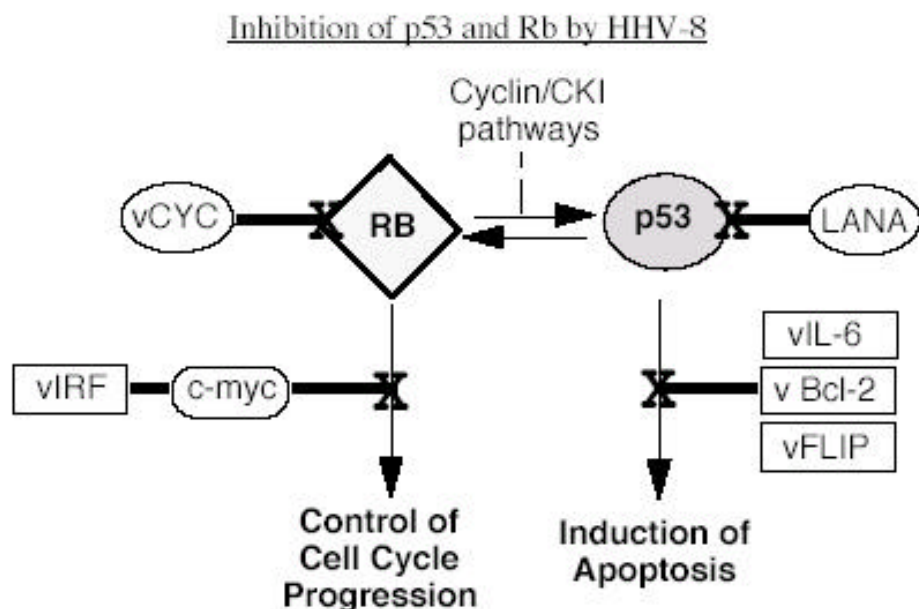 Inhibition of p53 and Rb by HHV-8
Cyclin/CKI
pathways
vCYC
RB
p53
LANA
vIRF
c-myc
vIL-6
v Bcl-2
vFLIP
X
X
X
X
Control of
Cell Cycle
Progression
Induction of
Apoptosis